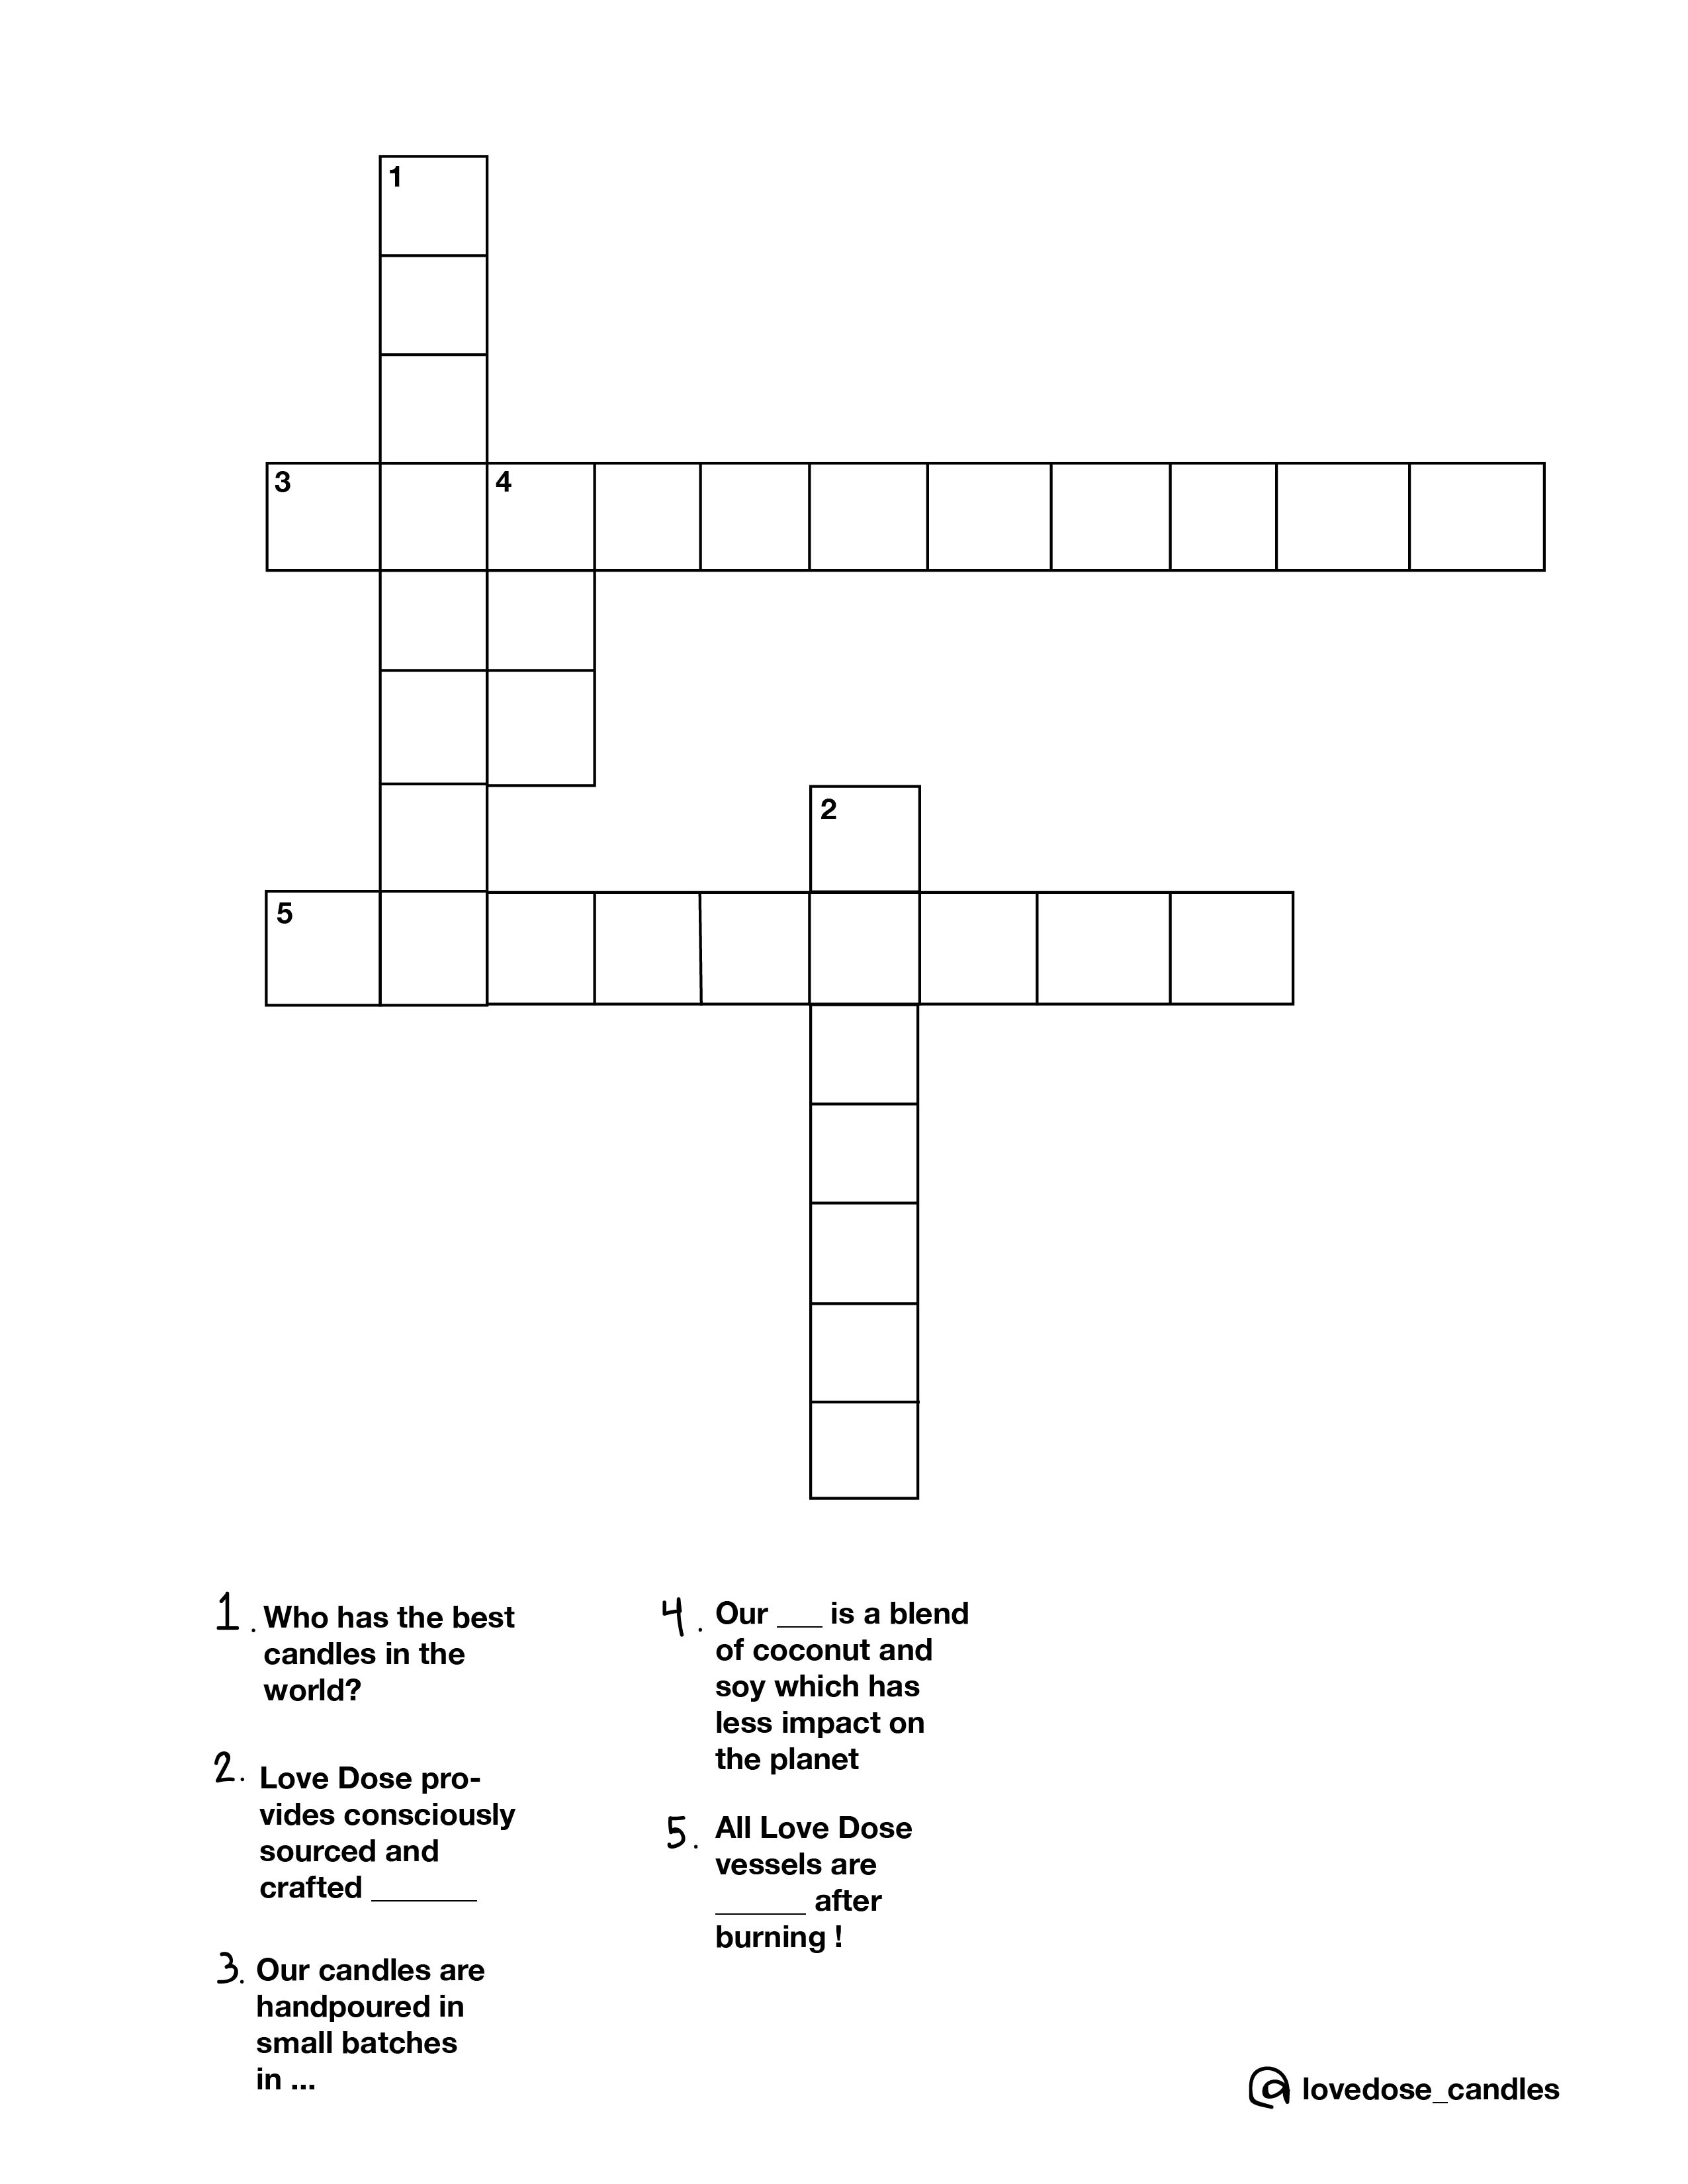 1
3
4
2
5
1. Who has the best
candles in the
world?
2. Love Dose pro-
vides consciously
sourced and
crafted _______
3. Our candles are
handpoured in
small batches
in ...
4. Our ___ is a blend
of coconut and
soy which has
less impact on
the planet
5. All Love Dose
vessels are
______ after
burning !
@ lovedose_candles